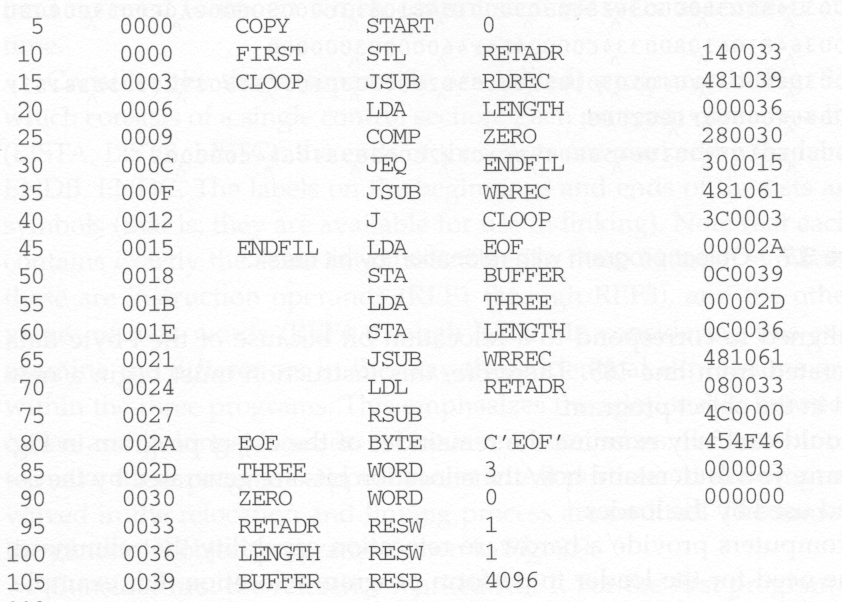 5 0000 COPY START 0
10 0000 FIRST STL RETADR 140033
15 0003 CLOOP JSUB RDREC 481039
20 0006 LDA LENGTH 000036
25 0009 COMP ZERO 280030
30 000C JEQ ENDFIL 300015
35 000F JSUB WRREC 481061
40 0012 J CLOOP 3C0003
45 0015 ENDFIL LDA EOF 00002A
50 0018 STA BUFFER 0C0039
55 001B LDA THREE 00002D
60 001E STA LENGTH 0C0036
65 0021 JSUB WRREC 481061
70 0024 LDL RETADR 080033
75 0027 RSUB 4C0000
80 002A EOF BYTE C'EOF' 454F46
85 002D THREE WORD 3 000003
90 0030 ZERO WORD 0 000000
95 0033 RETADR RESW 1
100 0036 LENGTH RESW 1
105 0039 BUFFER RESB 4096